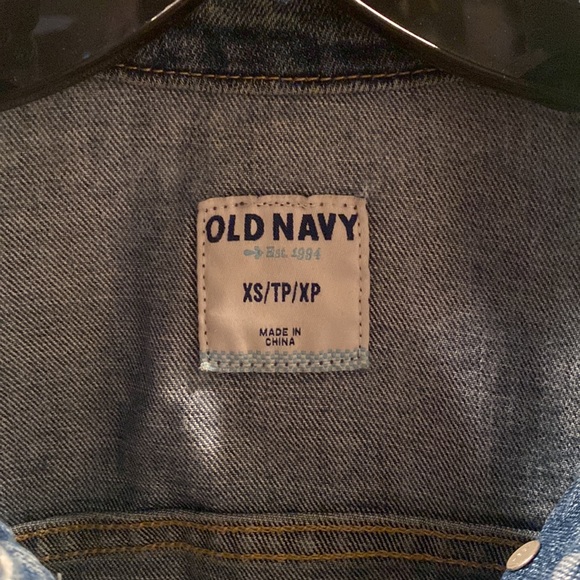 OLD NAVY
Est. 1994
XS/TP/XP
MADE IN
CHINA